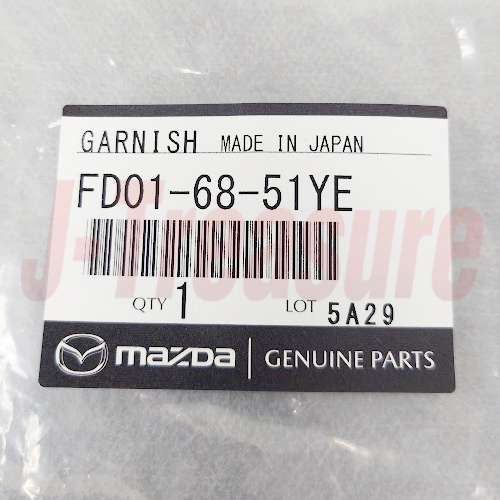 GARNISH MADE IN JAPAN
FD01-68-51YE
J-Treasure
QTY 1 LOT 5A29
mazda GENUINE PARTS